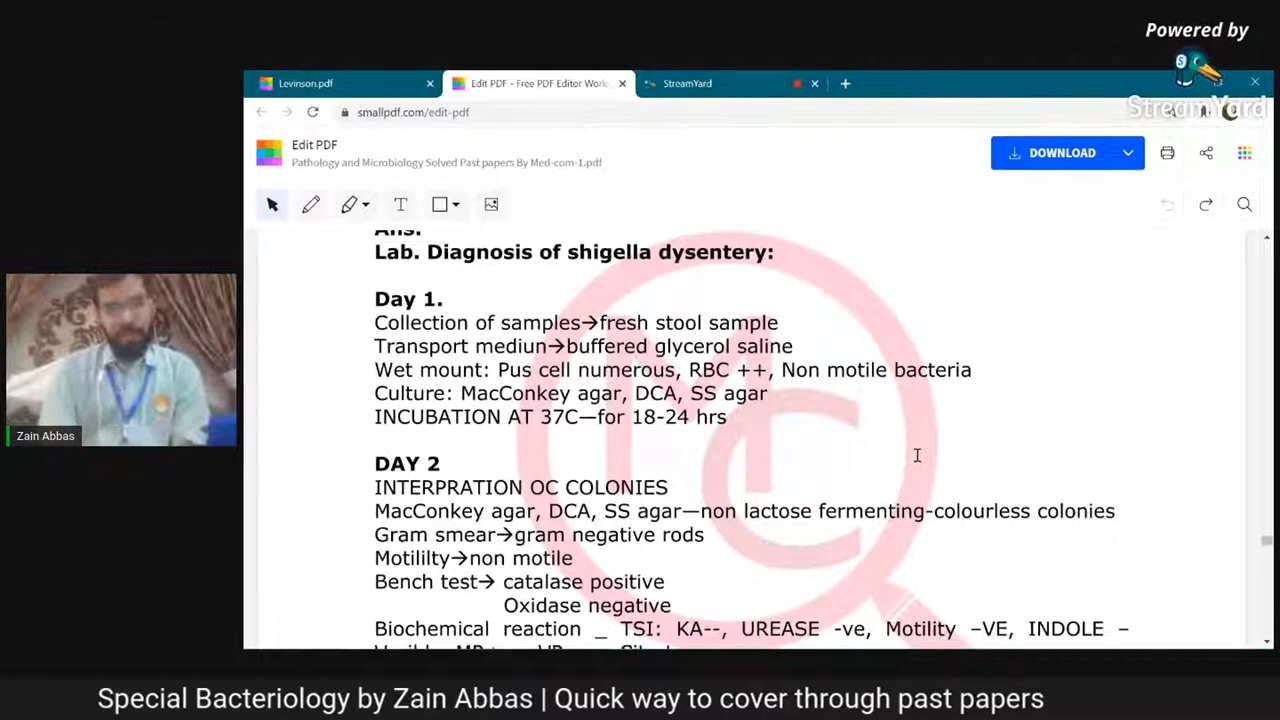 Powered by
StreamYard
Levinson.pdf
Edit PDF - Free PDF Editor Work
StreamYard
smallpdf.com/edit-pdf
Edit PDF
Pathology and Microbiology Solved Past papers By Med-com-1.pdf
DOWNLOAD
T
Ans.
Lab. Diagnosis of shigella dysentery:
Day 1.
Collection of samples→fresh stool sample
Transport mediun→buffered glycerol saline
Wet mount: Pus cell numerous, RBC ++, Non motile bacteria
Culture: MacConkey agar, DCA, SS agar
INCUBATION AT 37C—for 18-24 hrs
DAY 2
INTERPRATION OC COLONIES
MacConkey agar, DCA, SS agar—non lactose fermenting-colourless colonies
Gram smear→gram negative rods
Motililty→non motile
Bench test→ catalase positive
Oxidase negative
Biochemical reaction _ TSI: KA--, UREASE -ve, Motility –VE, INDOLE –
Zain Abbas
Special Bacteriology by Zain Abbas | Quick way to cover through past papers